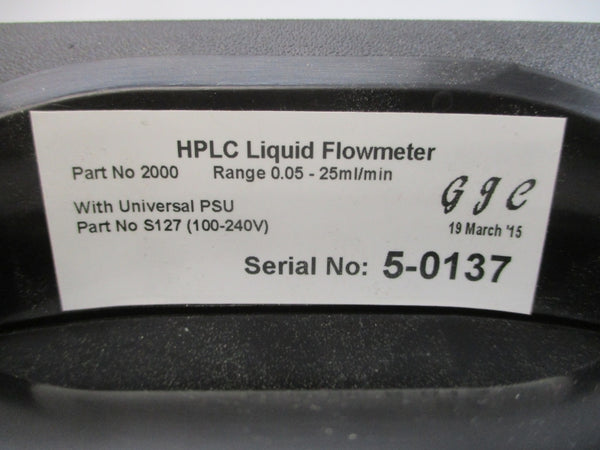 HPLC Liquid Flowmeter
Part No 2000 Range 0.05 - 25ml/min
With Universal PSU
Part No S127 (100-240V)
GJC
19 March '15
Serial No: 5-0137